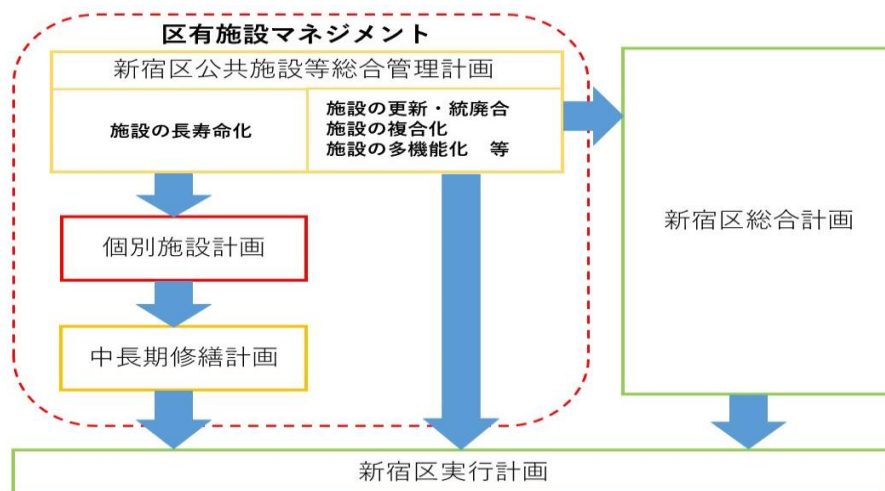 区有施設マネジメント
新宿区公共施設等総合管理計画
施設の長寿命化
施設の更新・統廃合
施設の複合化
施設の多機能化　等
個別施設計画
中長期修繕計画
新宿区総合計画
新宿区実行計画